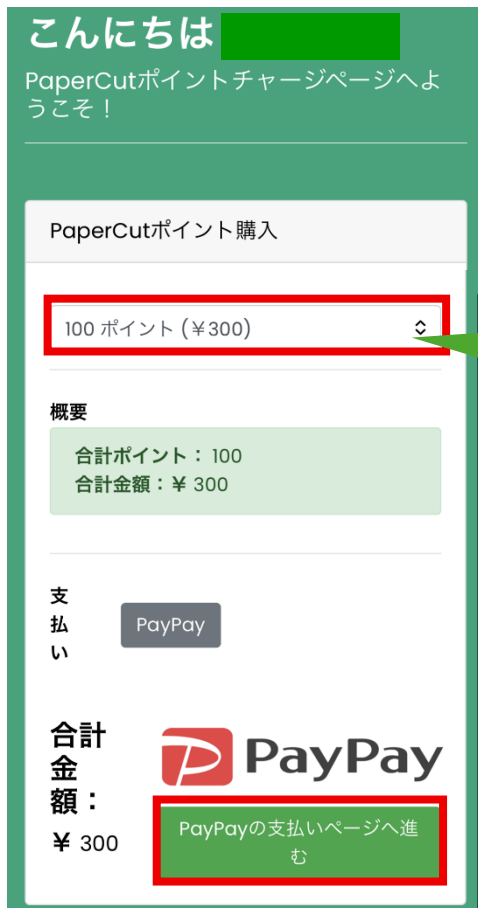 こんにちは
PaperCutポイントチャージページへよ
うこそ！
PaperCutポイント購入
100 ポイント (￥300)
概要
合計ポイント： 100
合計金額：￥ 300
支
払
い
PayPay
合計
金
額：
￥ 300
PayPay
PayPayの支払いページへ進
む